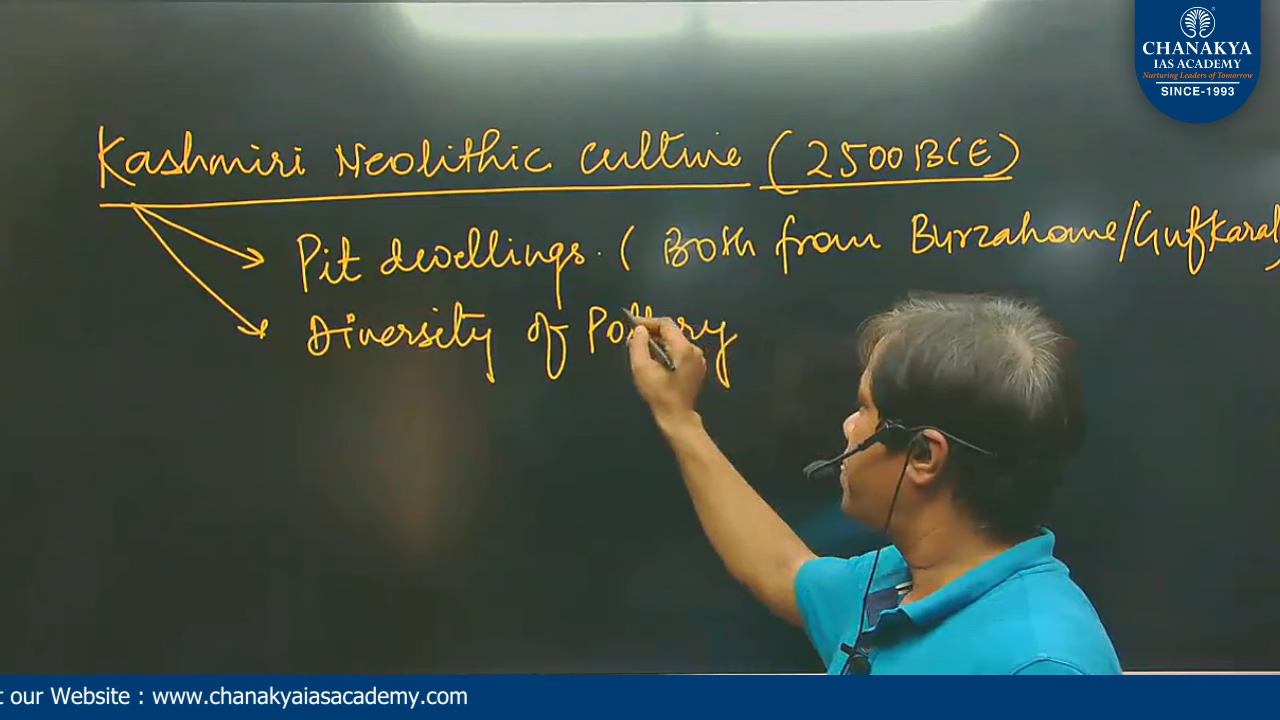 CHANAKYA
IAS ACADEMY
Nurturing Leaders of Tomorrow
SINCE-1993
Kashmiri Neolithic culture (2500 BCE)
Pit dwellings. ( Both from Burzahome/Gufkaral)
Diversity of Pottery
t our Website : www.chanakyaiasacademy.com